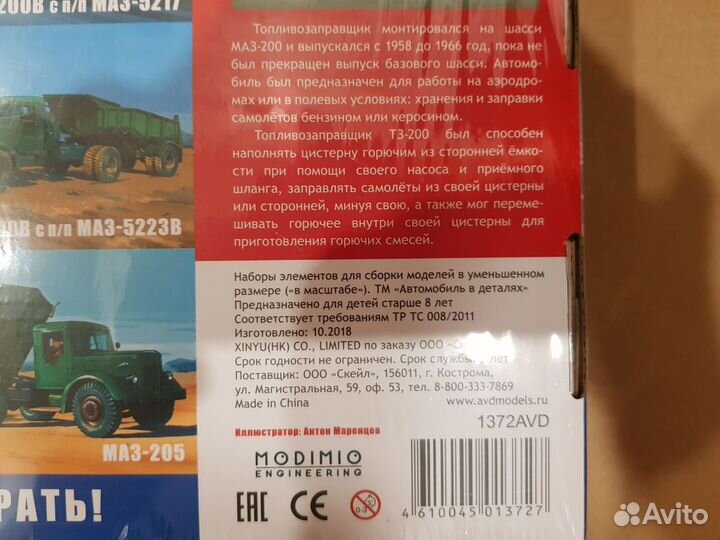 200В с п/п МАЗ-5217
Топливозаправщик монтировался на шасси
МАЗ-200 и выпускался с 1958 до 1966 год, пока не
был прекращен выпуск базового шасси. Автомо-
биль был предназначен для работы на аэродро-
мах или в полевых условиях: хранения и заправки
самолётов бензином или керосином.
Топливозаправщик ТЗ-200 был способен
наполнять цистерну горючим из сторонней ёмко-
сти при помощи своего насоса и приёмного
шланга, заправлять самолёты из своей цистерны
или сторонней, минуя свою, а также мог переме-
шивать горючее внутри своей цистерны для
приготовления горючих смесей.
00В с п/п МАЗ-5223В
Наборы элементов для сборки моделей в уменьшенном
размере («в масштабе»). ТМ «Автомобиль в деталях»
Предназначено для детей старше 8 лет
Соответствует требованиям ТР ТС 008/2011
Изготовлено: 10.2018
XINYU(HK) CO., LIMITED по заказу ООО
Срок годности не ограничен. Срок службы: лет
Поставщик: ООО «Скейл», 156011, г. Кострома,
ул. Магистральная, 59, оф. 53, тел. 8-800-333-7869
Made in China
www.avdmodels.ru
1372AVD
МАЗ-205
Иллюстратор: Антон Маренцев
MODIMIO
ENGINEERING
РАТЬ!
EAC CE 0-3
4 610045 013727
Avito